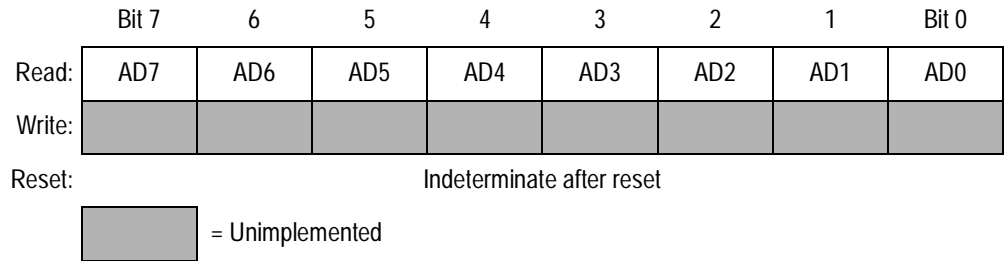 Bit 7 6 5 4 3 2 1 Bit 0
Read: AD7 AD6 AD5 AD4 AD3 AD2 AD1 AD0
Write:
Reset: Indeterminate after reset
= Unimplemented